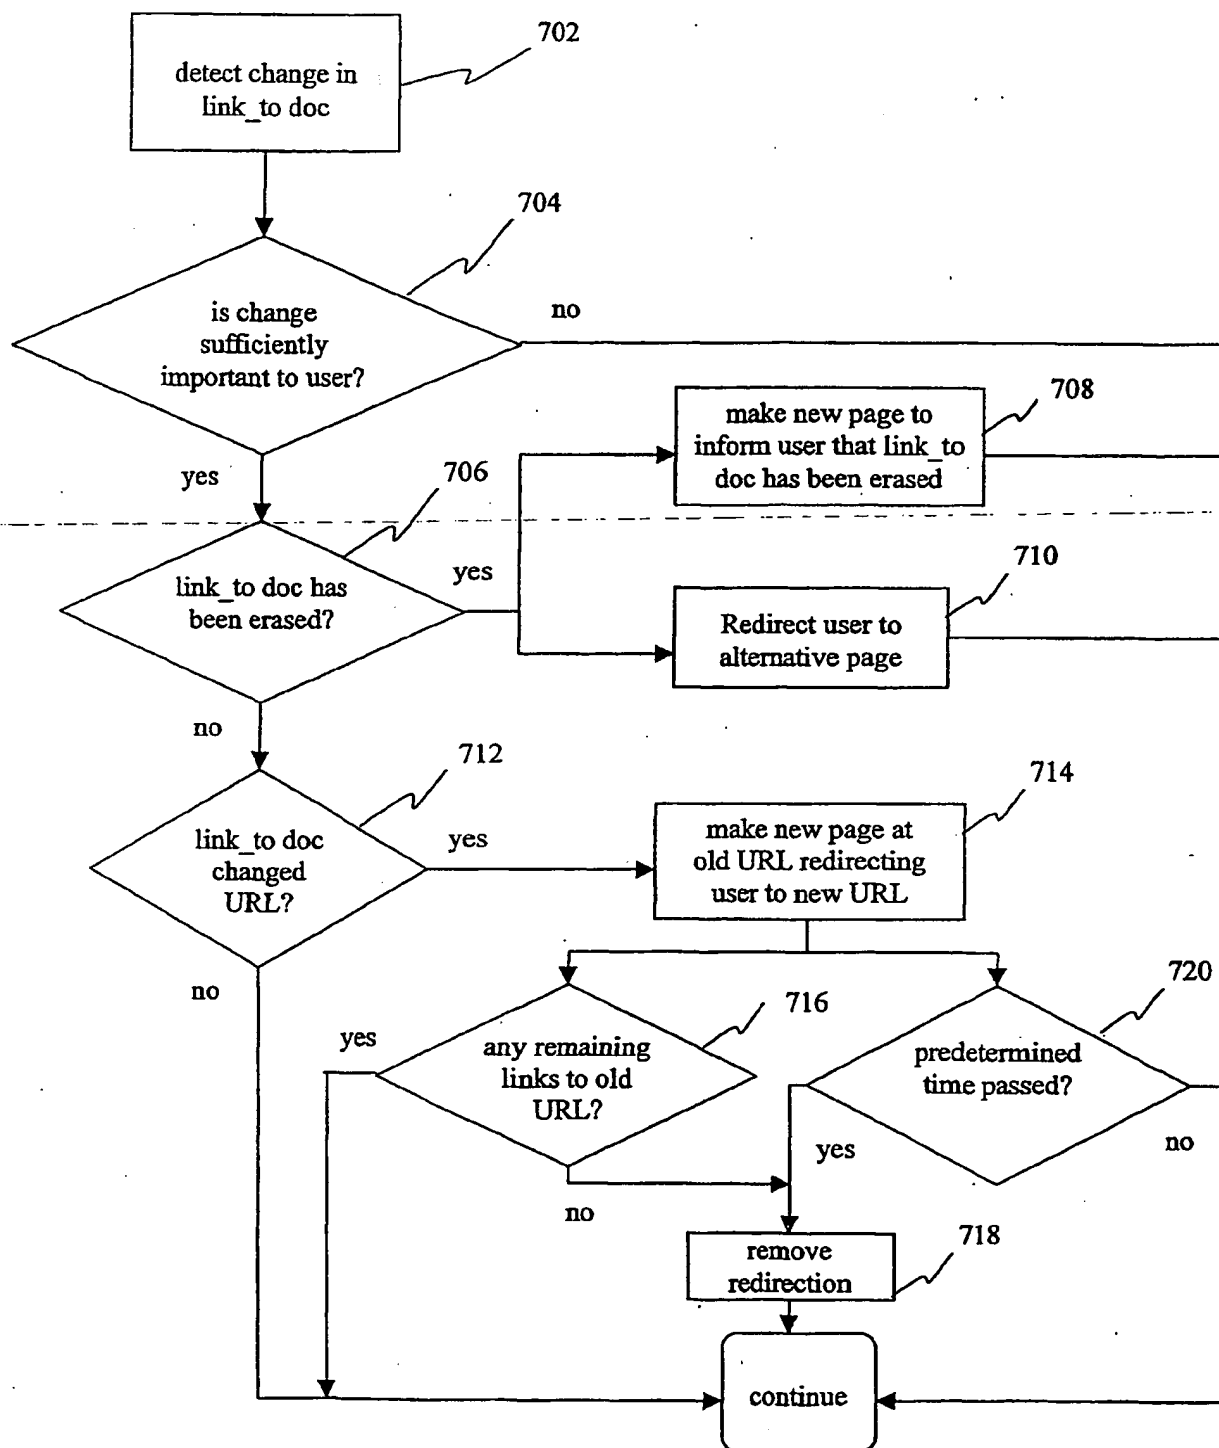 702
detect change in
link_to doc
704
is change
sufficiently
important to user?
no
yes
708
make new page to
inform user that link_to
doc has been erased
706
link_to doc has
been erased?
yes
710
Redirect user to
alternative page
no
712
link_to doc
changed
URL?
yes
714
make new page at
old URL redirecting
user to new URL
no
716
any remaining
links to old
URL?
yes
no
720
predetermined
time passed?
yes
no
718
remove
redirection
continue